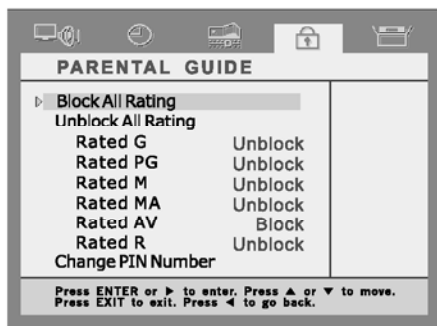 PARENTAL GUIDE
Block All Rating
Unblock All Rating
Rated G Unblock
Rated PG Unblock
Rated M Unblock
Rated MA Unblock
Rated AV Block
Rated R Unblock
Change PIN Number
Press ENTER or ▶ to enter. Press ▲ or ▼ to move.
Press EXIT to exit. Press ◀ to go back.